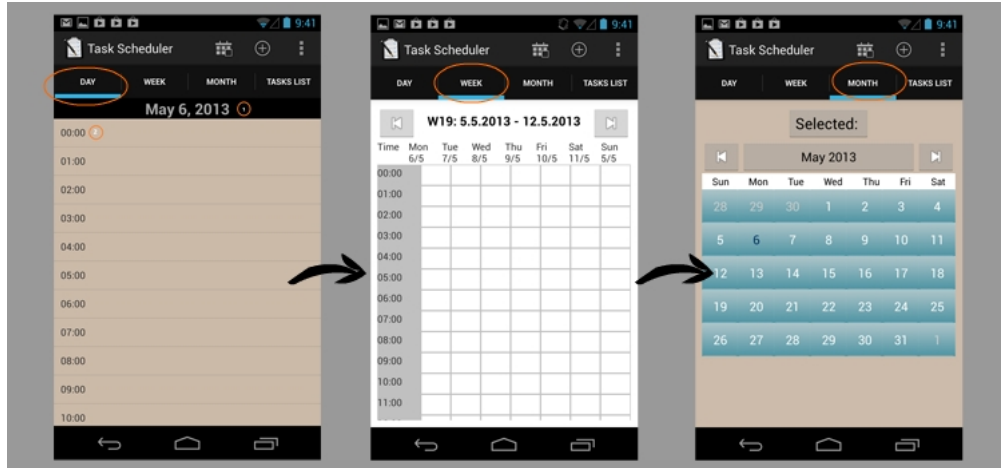 9:41
Task Scheduler
DAY WEEK MONTH TASKS LIST
May 6, 2013 1
00:00 2
01:00
02:00
03:00
04:00
05:00
06:00
07:00
08:00
09:00
10:00
9:41
Task Scheduler
DAY WEEK MONTH TASKS LIST
W19: 5.5.2013 - 12.5.2013
Time Mon Tue Wed Thu Fri Sat Sun
6/5 7/5 8/5 9/5 10/5 11/5 5/5
00:00
01:00
02:00
03:00
04:00
05:00
06:00
07:00
08:00
09:00
10:00
11:00
9:41
Task Scheduler
DAY WEEK MONTH TASKS LIST
Selected:
May 2013
Sun Mon Tue Wed Thu Fri Sat
28 29 30 1 2 3 4
5 6 7 8 9 10 11
12 13 14 15 16 17 18
19 20 21 22 23 24 25
26 27 28 29 30 31 1